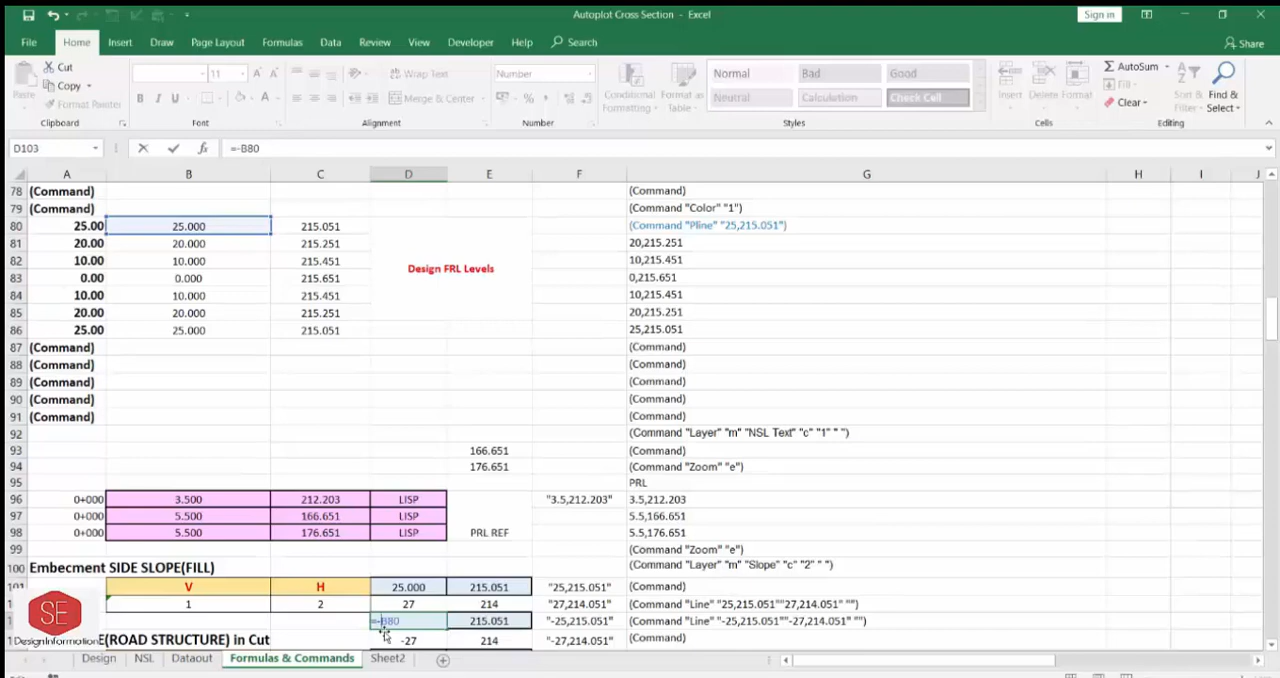 Autoplot Cross Section - Excel
Sign in
File Home Insert Draw Page Layout Formulas Data Review View Developer Help Search Share
Cut
Copy
Format Painter
Paste
Clipboard
11
B I U
Font
Wrap Text
Merge & Center
Alignment
Number
Number
Conditional Formatting
Format as Table
Normal Bad Good
Neutral Calculation Check Cell
Styles
Insert Delete Format
Cells
AutoSum
Fill
Clear
Sort & Filter
Find & Select
Editing
D103 =-B80
A B C D E F G H I J
78 (Command) (Command)
79 (Command) (Command "Color" "1")
80 25.00 25.000 215.051 (Command "Pline" "25,215.051")
81 20.00 20.000 215.251 20,215.251
82 10.00 10.000 215.451 Design FRL Levels 10,215.451
83 0.00 0.000 215.651 0,215.651
84 10.00 10.000 215.451 10,215.451
85 20.00 20.000 215.251 20,215.251
86 25.00 25.000 215.051 25,215.051
87 (Command) (Command)
88 (Command) (Command)
89 (Command) (Command)
90 (Command) (Command)
91 (Command) (Command)
92 (Command "Layer" "m" "NSL Text" "c" "1" " ")
93 166.651 (Command)
94 176.651 (Command "Zoom" "e")
95 PRL
96 0+000 3.500 212.203 LISP "3.5,212.203" 3.5,212.203
97 0+000 5.500 166.651 LISP 5.5,166.651
98 0+000 5.500 176.651 LISP PRL REF 5.5,176.651
99 (Command "Zoom" "e")
100 Embecment SIDE SLOPE(FILL) (Command "Layer" "m" "Slope" "c" "2" " ")
101 V H 25.000 215.051 "25,215.051" (Command)
1 2 27 214 "27,214.051" (Command "Line" "25,215.051""27,214.051" "")
=-B80 215.051 "-25,215.051" (Command "Line" "-25,215.051""-27,214.051" "")
E(ROAD STRUCTURE) in Cut -27 214 "-27,214.051" (Command)
SE
DesignInformation
Design NSL Dataout Formulas & Commands Sheet2